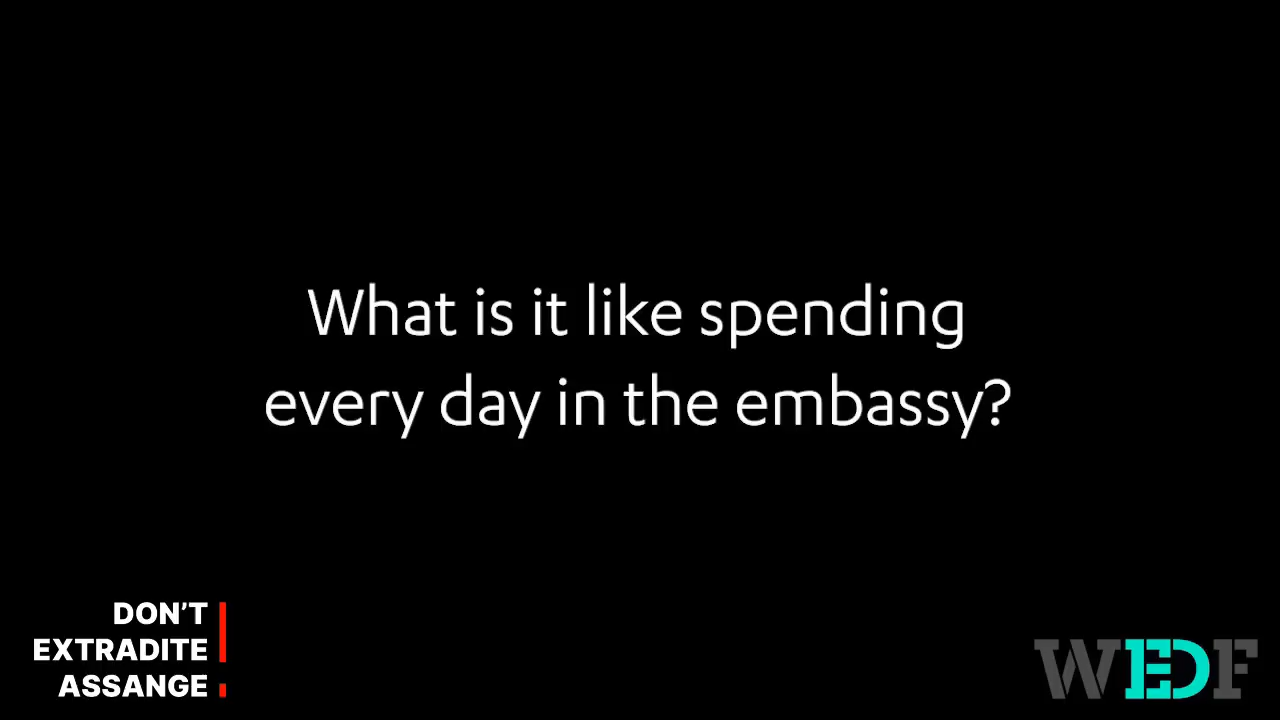 What is it like spending
every day in the embassy?
DON'T
EXTRADITE
ASSANGE
WEDF